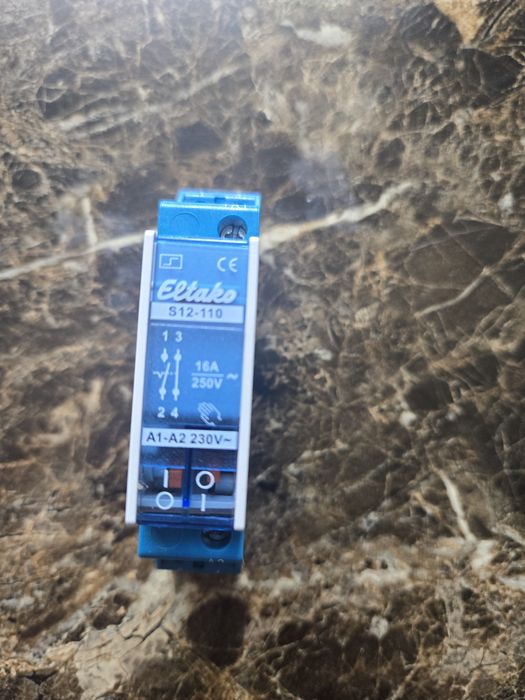 CE
Eltako
S12-110
1 3
16A
250V ~
2 4
A1-A2 230V~
I O
O I